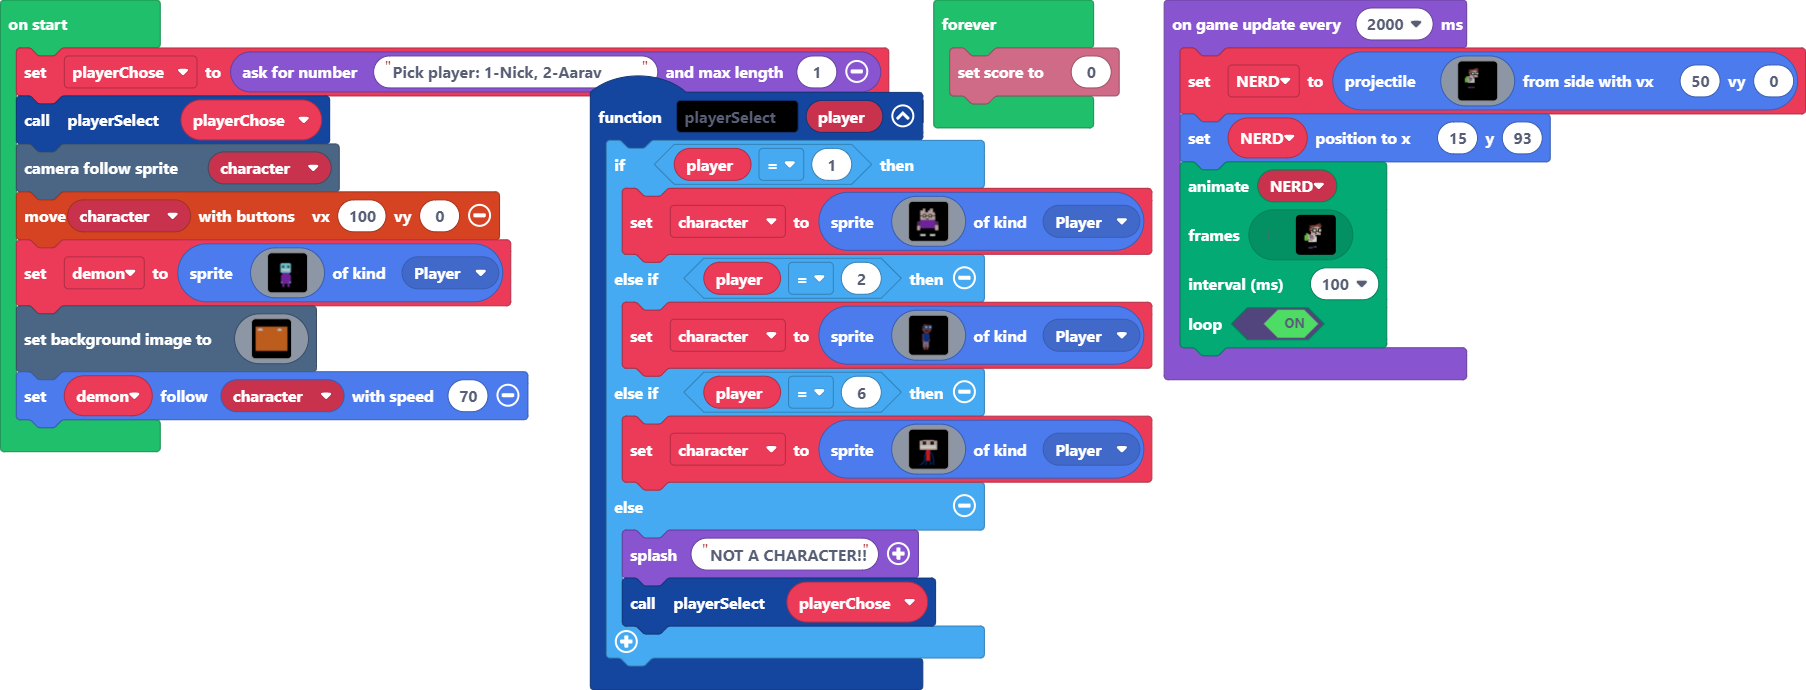 on start
set playerChose to ask for number "Pick player: 1-Nick, 2-Aarav" and max length 1
call playerSelect playerChose
camera follow sprite character
move character with buttons vx 100 vy 0
set demon to sprite of kind Player
set background image to
set demon follow character with speed 70
function playerSelect player
if player = 1 then
set character to sprite of kind Player
else if player = 2 then
set character to sprite of kind Player
else if player = 6 then
set character to sprite of kind Player
else
splash "NOT A CHARACTER!!"
call playerSelect playerChose
forever
set score to 0
on game update every 2000 ms
set NERD to projectile from side with vx 50 vy 0
set NERD position to x 15 y 93
animate NERD
frames
interval (ms) 100
loop ON